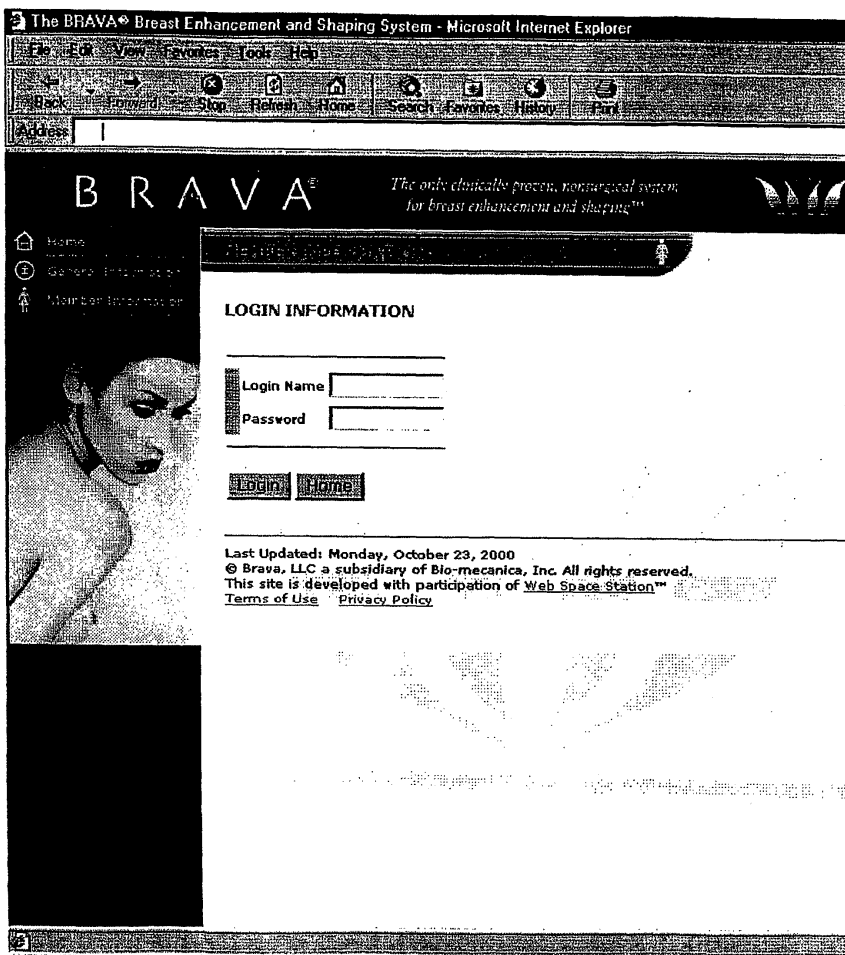 The BRAVA® Breast Enhancement and Shaping System - Microsoft Internet Explorer
File Edit View Favorites Tools Help
Back Forward Stop Refresh Home Search Favorites History Print
Address
BRAVA®
The only clinically proven, nonsurgical system
for breast enhancement and shaping™
Home
General Information
Member Information
LOGIN INFORMATION
Login Name
Password
Login Home
Last Updated: Monday, October 23, 2000
© Brava, LLC a subsidiary of Bio-mecanica, Inc. All rights reserved.
This site is developed with participation of Web Space Station™
Terms of Use Privacy Policy